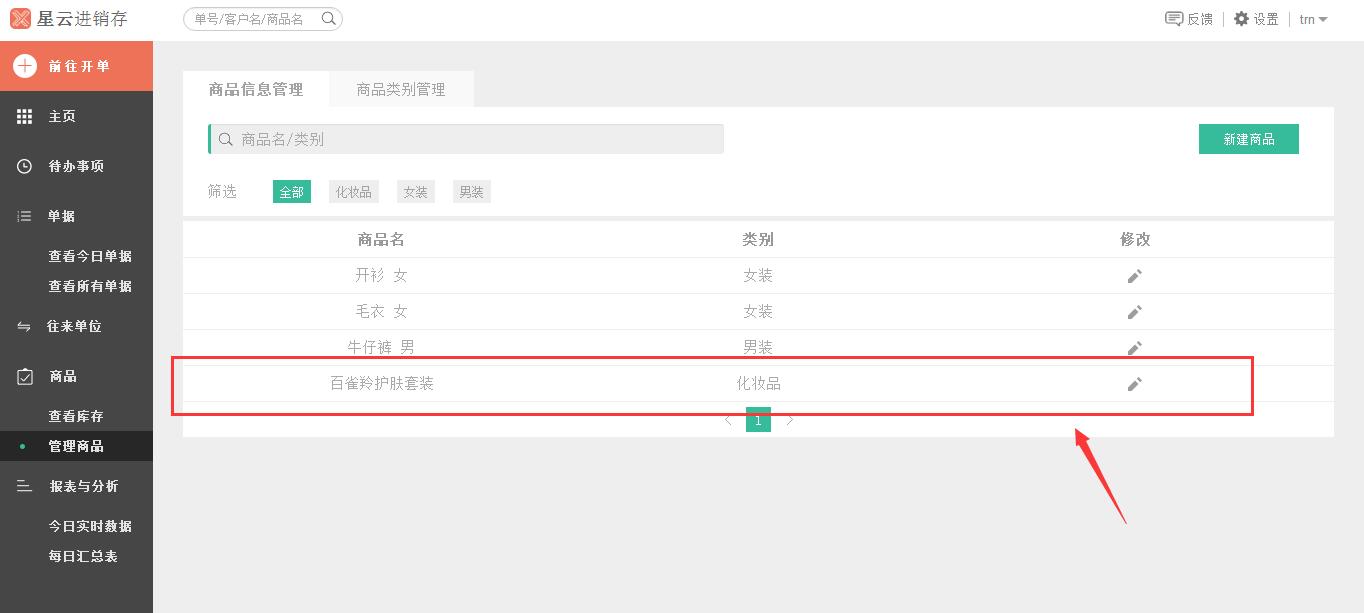 星云进销存
单号/客户名/商品名
反馈
设置
trn
前往开单
主页
待办事项
单据
查看今日单据
查看所有单据
往来单位
商品
查看库存
管理商品
报表与分析
今日实时数据
每日汇总表
商品信息管理 商品类别管理
商品名/类别
新建商品
筛选 全部 化妆品 女装 男装
商品名 类别 修改
开衫 女 女装
毛衣 女 女装
牛仔裤 男 男装
百雀羚护肤套装 化妆品
1